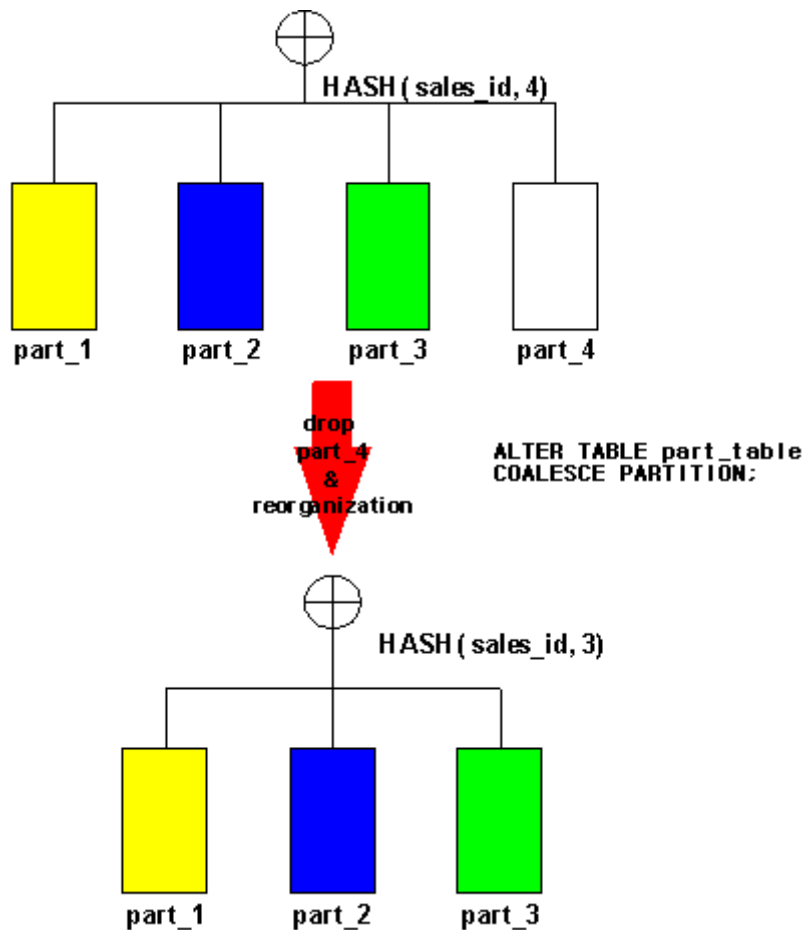 HASH ( sales_id, 4)
part_1 part_2 part_3 part_4
drop
part_4
&
reorganization
ALTER TABLE part_table
COALESCE PARTITION;
HASH ( sales_id, 3)
part_1 part_2 part_3